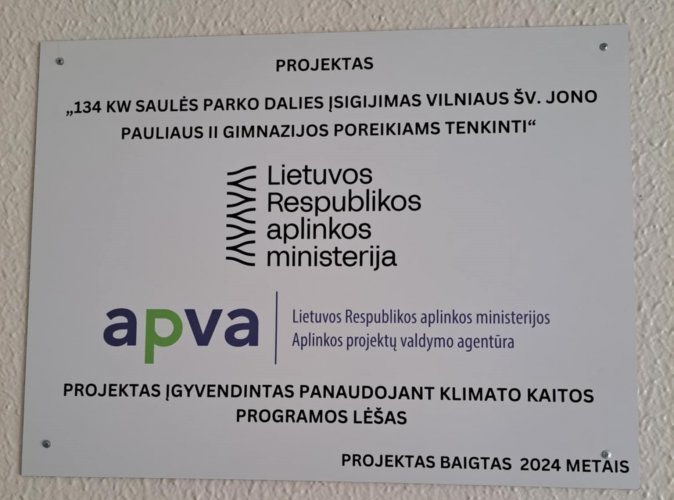 PROJEKTAS
„134 KW SAULĖS PARKO DALIES ĮSIGIJIMAS VILNIAUS ŠV. JONO
PAULIAUS II GIMNAZIJOS POREIKIAMS TENKINTI“
Lietuvos
Respublikos
aplinkos
ministerija
apva
Lietuvos Respublikos aplinkos ministerijos
Aplinkos projektų valdymo agentūra
PROJEKTAS ĮGYVENDINTAS PANAUDOJANT KLIMATO KAITOS
PROGRAMOS LĖŠAS
PROJEKTAS BAIGTAS 2024 METAIS